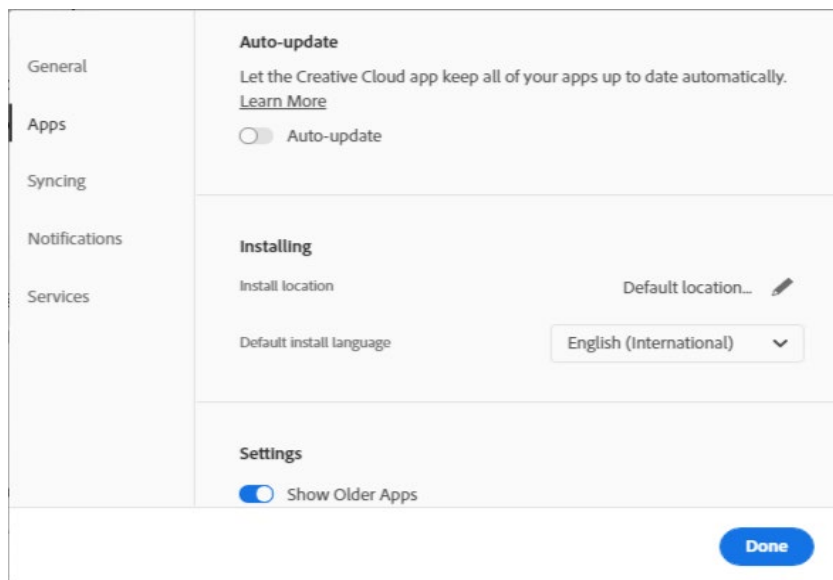 General
Apps
Syncing
Notifications
Services
Auto-update
Let the Creative Cloud app keep all of your apps up to date automatically.
Learn More
Auto-update
Installing
Install location
Default location...
Default install language
English (International)
Settings
Show Older Apps
Done